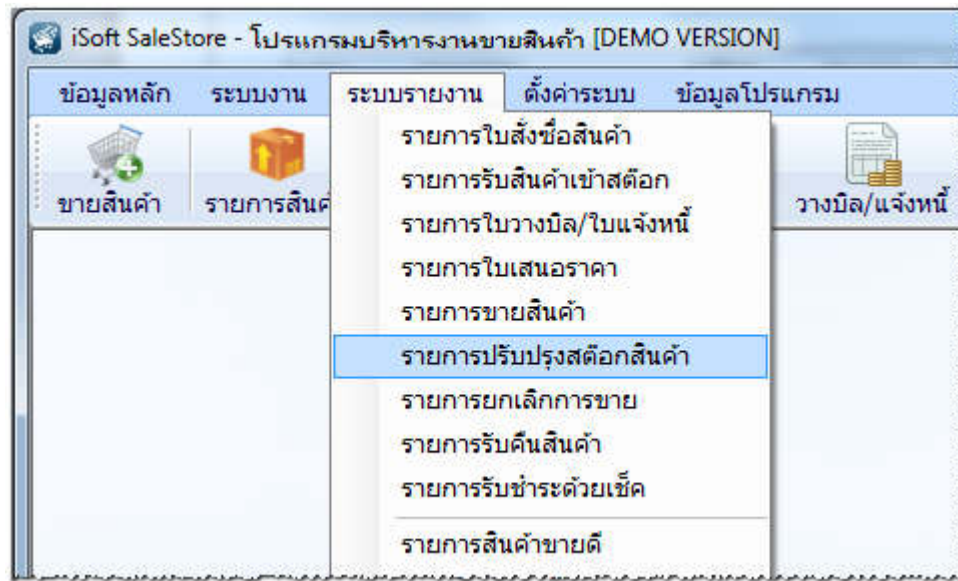 iSoft SaleStore - โปรแกรมบริหารงานขายสินค้า [DEMO VERSION]
ข้อมูลหลัก ระบบงาน ระบบรายงาน ตั้งค่าระบบ ข้อมูลโปรแกรม
ขายสินค้า รายการสินค้ วางบิล/แจ้งหนี้
รายการใบสั่งซื้อสินค้า
รายการรับสินค้าเข้าสต๊อก
รายการใบวางบิล/ใบแจ้งหนี้
รายการใบเสนอราคา
รายการขายสินค้า
รายการปรับปรุงสต๊อกสินค้า
รายการยกเลิกการขาย
รายการรับคืนสินค้า
รายการรับชำระด้วยเช็ค
รายการสินค้าขายดี